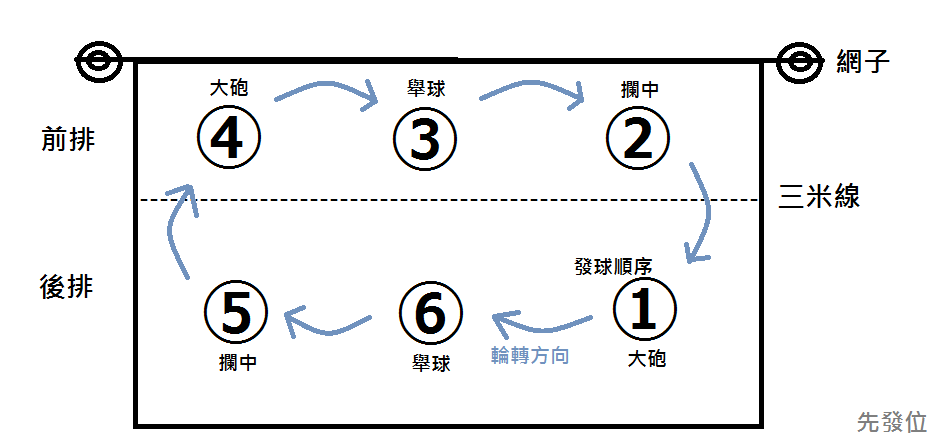 網子
大砲
舉球
攔中
前排
④
③
②
三米線
發球順序
後排
⑤
⑥
①
攔中
舉球
輪轉方向
大砲
先發位